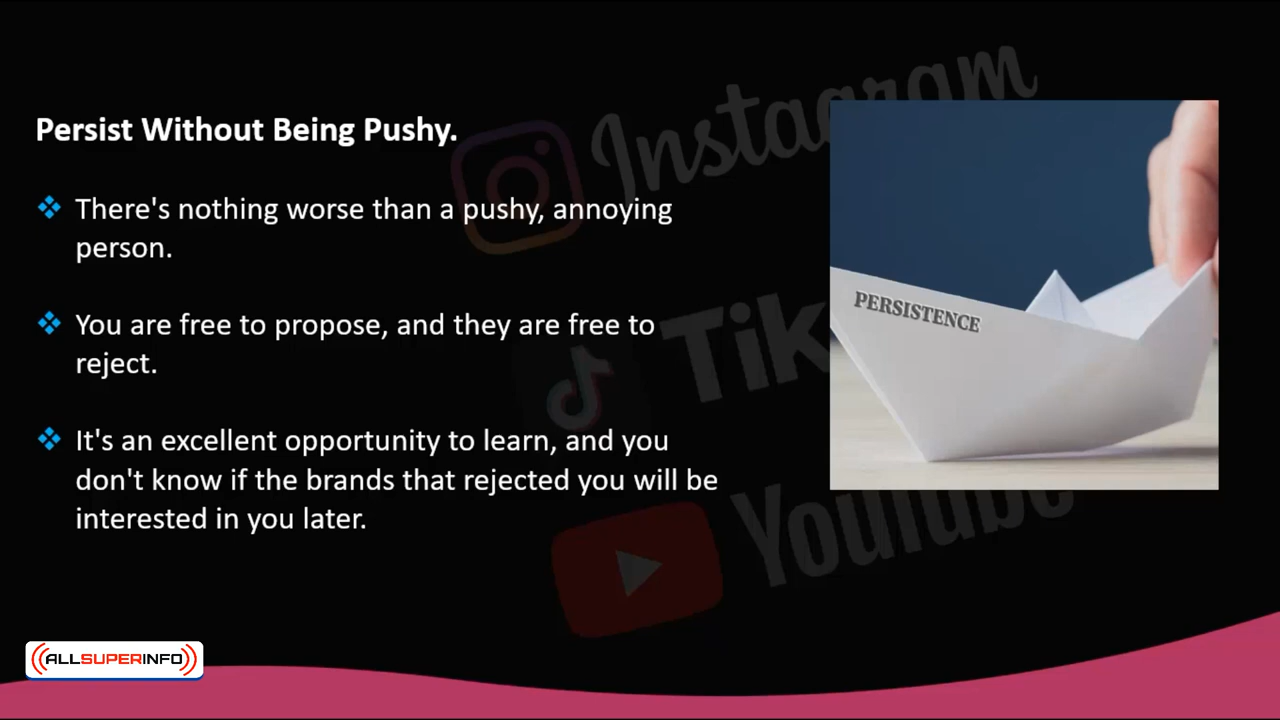 Instagram
Persist Without Being Pushy.
There's nothing worse than a pushy, annoying
person.
PERSISTENCE
You are free to propose, and they are free to
reject.
Tik
It's an excellent opportunity to learn, and you
don't know if the brands that rejected you will be
interested in you later.
YouTube
ALLSUPERINFO